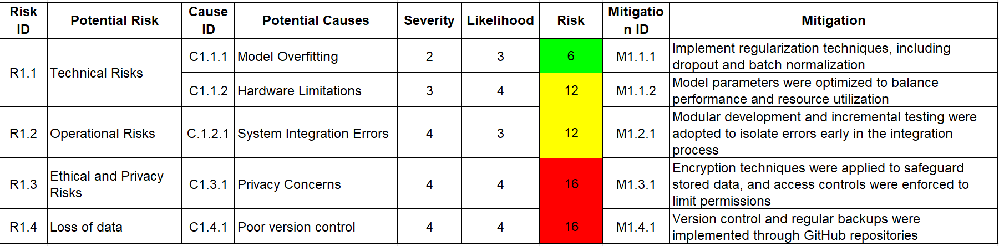 Risk ID Potential Risk Cause ID Potential Causes Severity Likelihood Risk Mitigatio n ID Mitigation
R1.1 Technical Risks C1.1.1 Model Overfitting 2 3 6 M1.1.1 Implement regularization techniques, including
dropout and batch normalization
C1.1.2 Hardware Limitations 3 4 12 M1.1.2 Model parameters were optimized to balance
performance and resource utilization
R1.2 Operational Risks C.1.2.1 System Integration Errors 4 3 12 M1.2.1 Modular development and incremental testing were
adopted to isolate errors early in the integration
process
R1.3 Ethical and Privacy Risks C1.3.1 Privacy Concerns 4 4 16 M1.3.1 Encryption techniques were applied to safeguard
stored data, and access controls were enforced to
limit permissions
R1.4 Loss of data C1.4.1 Poor version control 4 4 16 M1.4.1 Version control and regular backups were
implemented through GitHub repositories